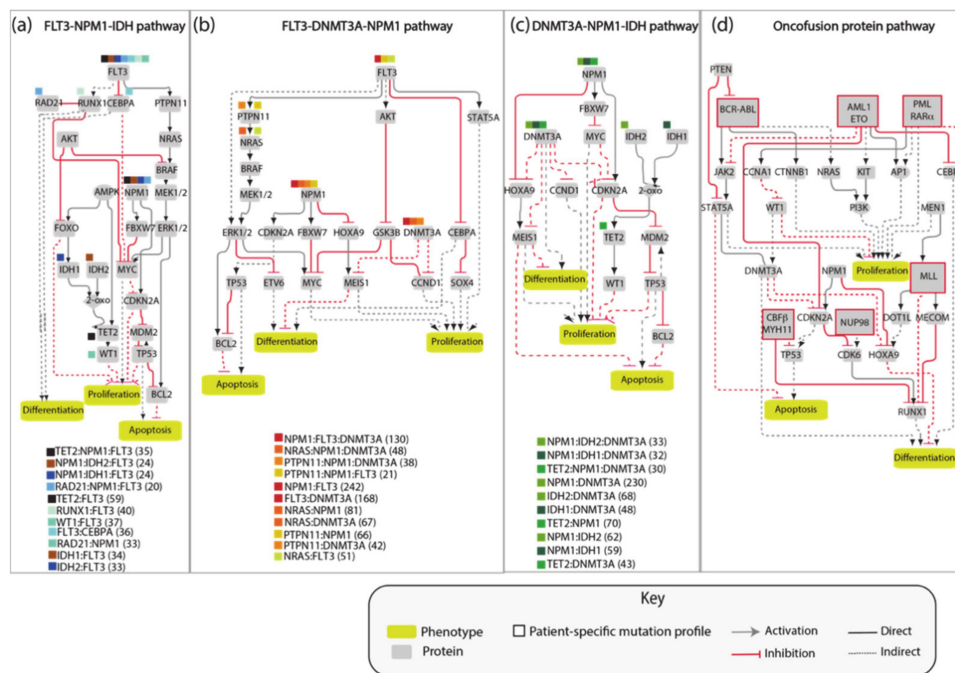 (a) FLT3-NPM1-IDH pathway
FLT3
RAD21
RUNX1
CEBPA
PTPN11
AKT
NRAS
BRAF
AMPK
NPM1
MEK1/2
FOXO
FBXW7
ERK1/2
IDH1
IDH2
MYC
2-oxo
CDKN2A
TET2
MDM2
WT1
TP53
Proliferation
BCL2
Differentiation
Apoptosis
TET2:NPM1:FLT3 (35)
NPM1:IDH2:FLT3 (24)
NPM1:IDH1:FLT3 (24)
RAD21:NPM1:FLT3 (20)
TET2:FLT3 (59)
RUNX1:FLT3 (40)
WT1:FLT3 (37)
FLT3:CEBPA (36)
RAD21:NPM1 (33)
IDH1:FLT3 (34)
IDH2:FLT3 (33)
(b) FLT3-DNMT3A-NPM1 pathway
FLT3
PTPN11
AKT
STAT5A
NRAS
BRAF
MEK1/2
NPM1
ERK1/2
CDKN2A
FBXW7
HOXA9
GSK3B
DNMT3A
CEBPA
TP53
ETV6
MYC
MEIS1
CCND1
SOX4
BCL2
Differentiation
Proliferation
Apoptosis
NPM1:FLT3:DNMT3A (130)
NRAS:NPM1:DNMT3A (48)
PTPN11:NPM1:DNMT3A (38)
PTPN11:NPM1:FLT3 (21)
NPM1:FLT3 (242)
FLT3:DNMT3A (168)
NRAS:NPM1 (81)
NRAS:DNMT3A (67)
PTPN11:NPM1 (66)
PTPN11:DNMT3A (42)
NRAS:FLT3 (51)
(c) DNMT3A-NPM1-IDH pathway
NPM1
FBXW7
DNMT3A
MYC
IDH2
IDH1
HOXA9
CCND1
CDKN2A
2-oxo
MEIS1
TET2
MDM2
Differentiation
WT1
TP53
Proliferation
BCL2
Apoptosis
NPM1:IDH2:DNMT3A (33)
NPM1:IDH1:DNMT3A (32)
TET2:NPM1:DNMT3A (30)
NPM1:DNMT3A (230)
IDH2:DNMT3A (68)
IDH1:DNMT3A (48)
TET2:NPM1 (70)
NPM1:IDH2 (62)
NPM1:IDH1 (59)
TET2:DNMT3A (43)
(d) Oncofusion protein pathway
PTEN
BCR-ABL
AML1
ETO
PML
RARα
JAK2
CCNA1
CTNNB1
NRAS
KIT
AP1
STAT5A
WT1
PI3K
MEN1
DNMT3A
NPM1
Proliferation
MLL
CBFβ
MYH11
CDKN2A
NUP98
DOT1L
MECOM
TP53
CDK6
HOXA9
Apoptosis
RUNX1
Differentiation
Key
Phenotype
Protein
Patient-specific mutation profile
Activation
Inhibition
Direct
Indirect